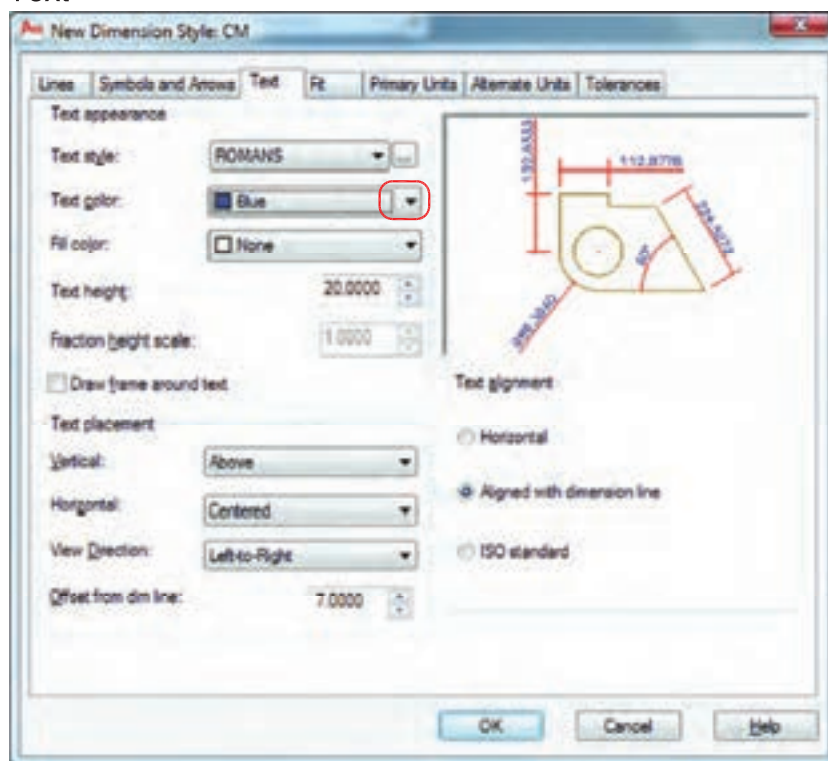 New Dimension Style: CM
Lines Symbols and Arrows Text Fit Primary Units Alternate Units Tolerances
Text appearance
Text style: ROMANS ...
Text color: Blue
Fill color: None
Text height: 20.0000
Fraction height scale: 1.0000
Draw frame around text
Text placement
Vertical: Above
Horizontal: Centered
View Direction: Left-to-Right
Offset from dim line: 7.0000
112.8776
60°
Text alignment
Horizontal
Aligned with dimension line
ISO standard
OK Cancel Help